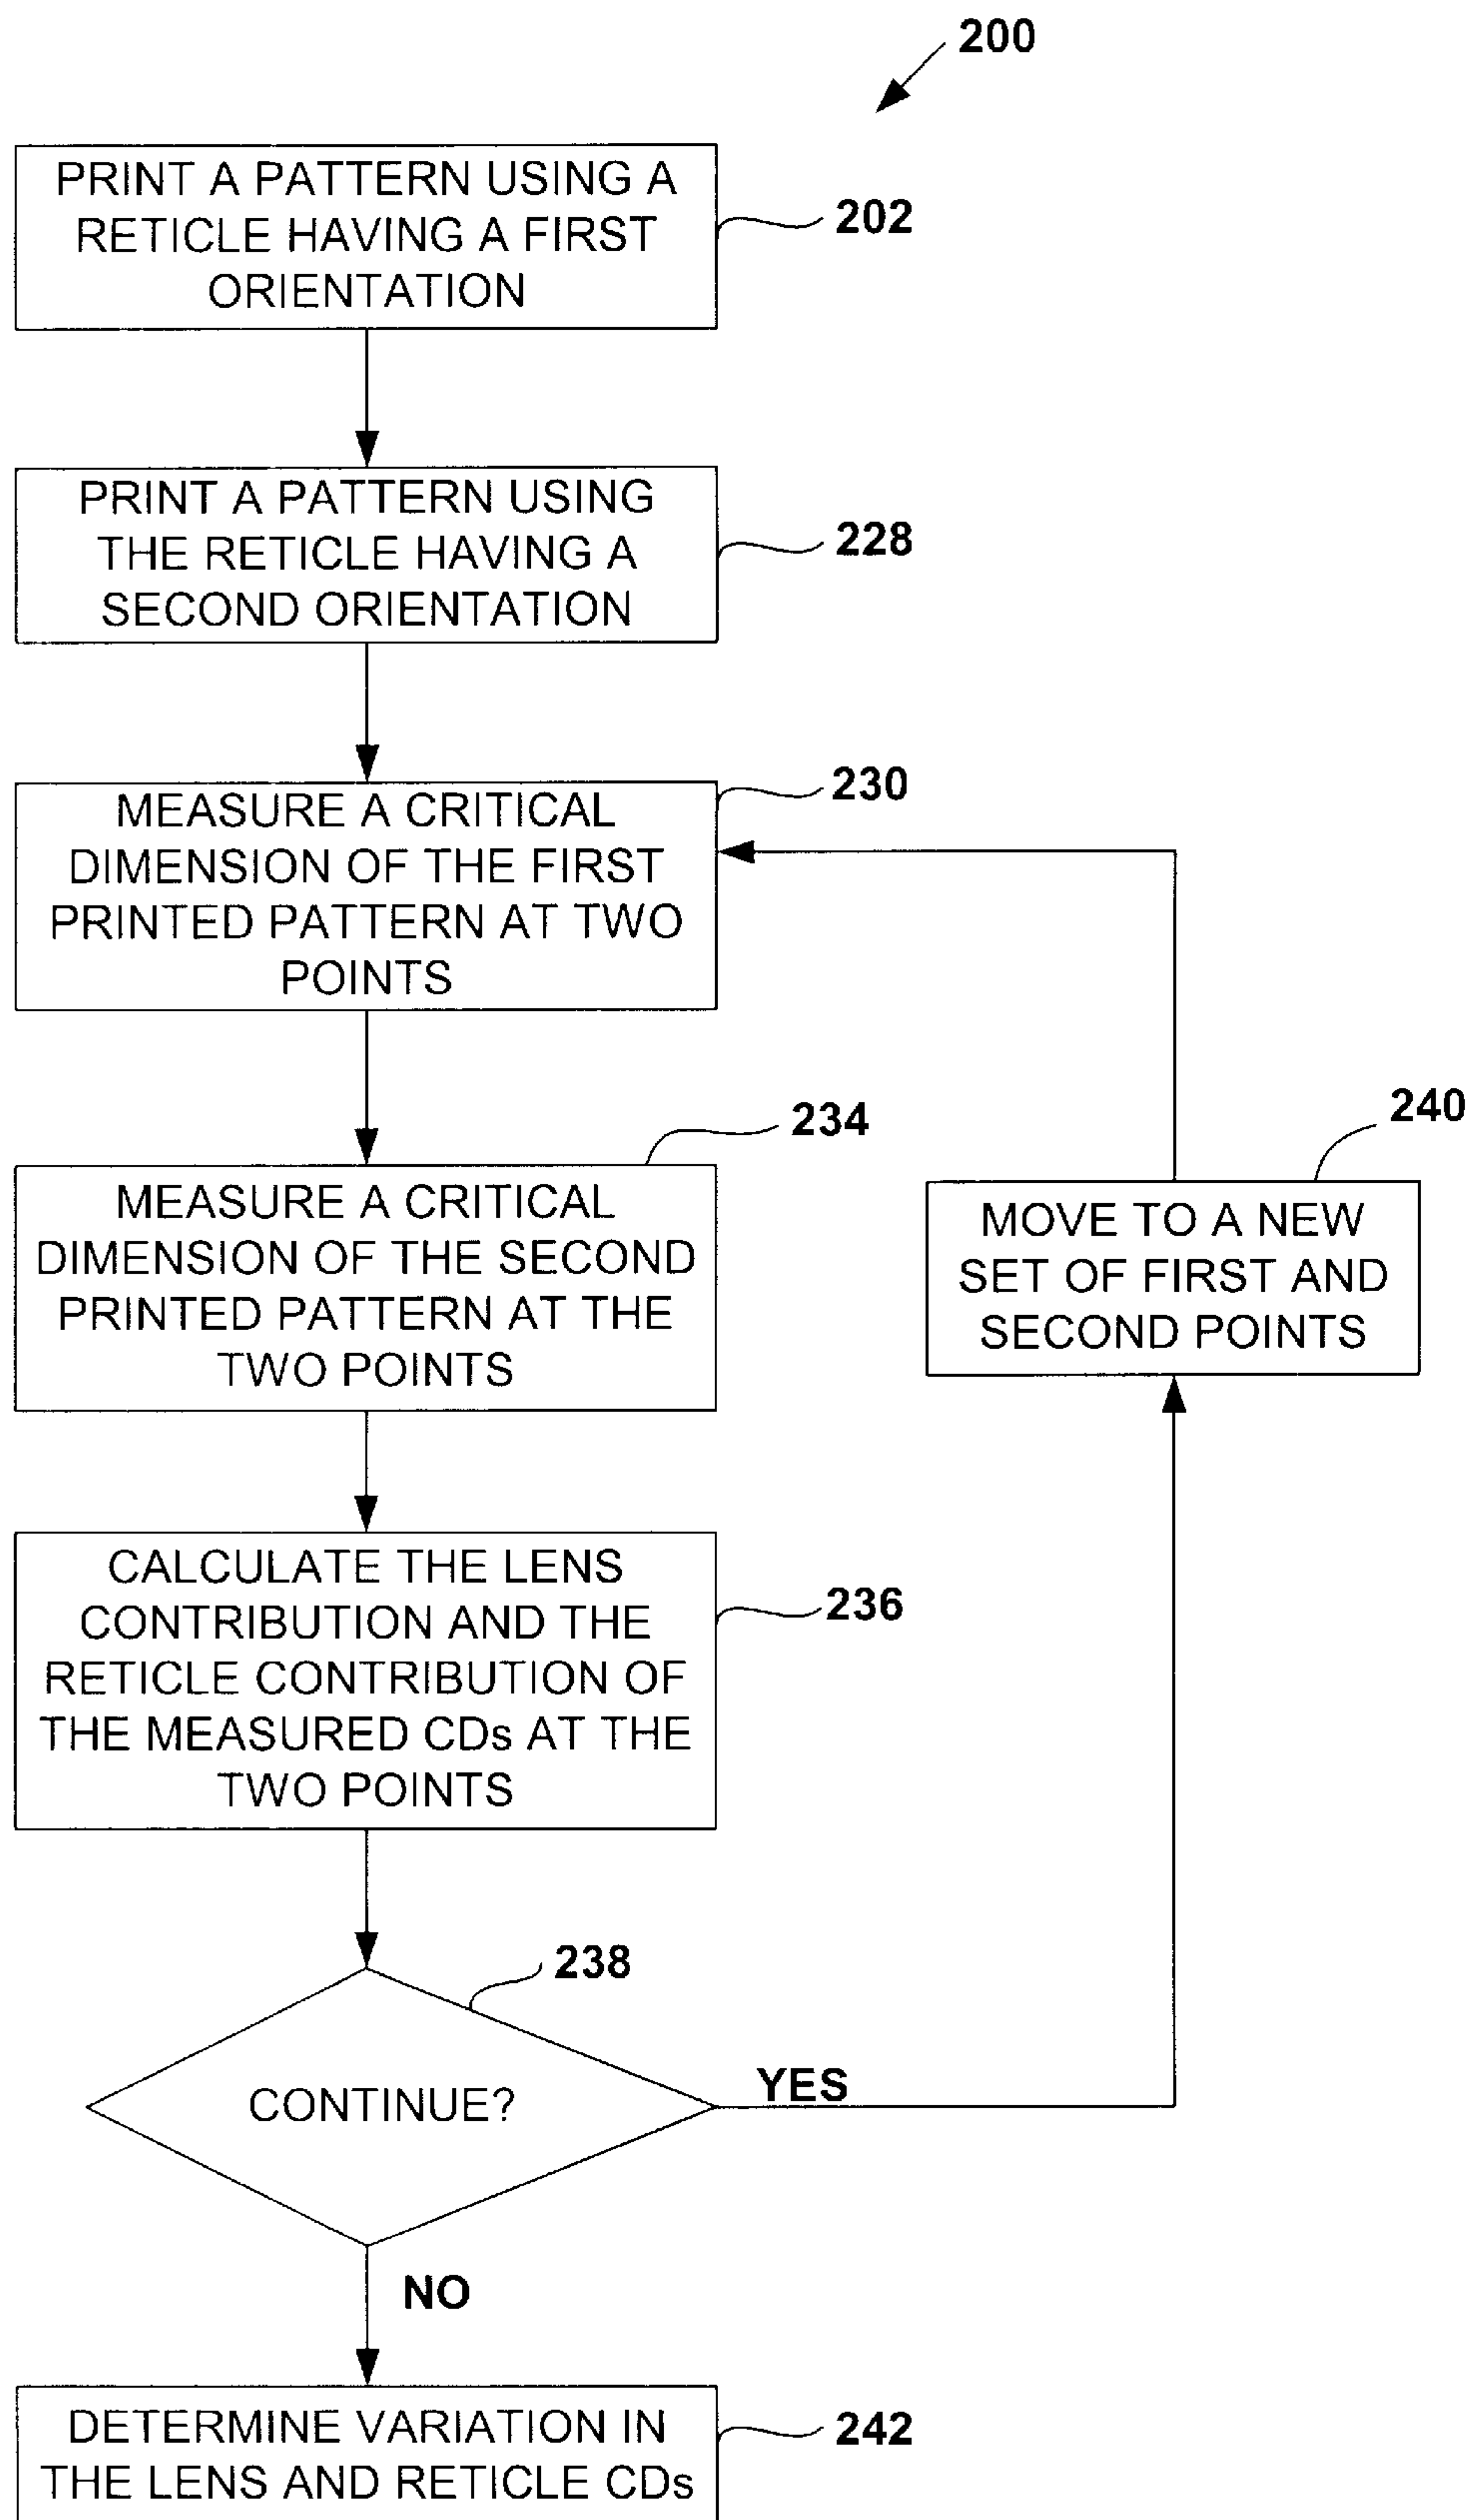 200
PRINT A PATTERN USING A
RETICLE HAVING A FIRST
ORIENTATION
202
PRINT A PATTERN USING
THE RETICLE HAVING A
SECOND ORIENTATION
228
MEASURE A CRITICAL
DIMENSION OF THE FIRST
PRINTED PATTERN AT TWO
POINTS
230
MEASURE A CRITICAL
DIMENSION OF THE SECOND
PRINTED PATTERN AT THE
TWO POINTS
234
MOVE TO A NEW
SET OF FIRST AND
SECOND POINTS
240
CALCULATE THE LENS
CONTRIBUTION AND THE
RETICLE CONTRIBUTION OF
THE MEASURED CDs AT THE
TWO POINTS
236
CONTINUE?
238
YES
NO
DETERMINE VARIATION IN
THE LENS AND RETICLE CDs
242